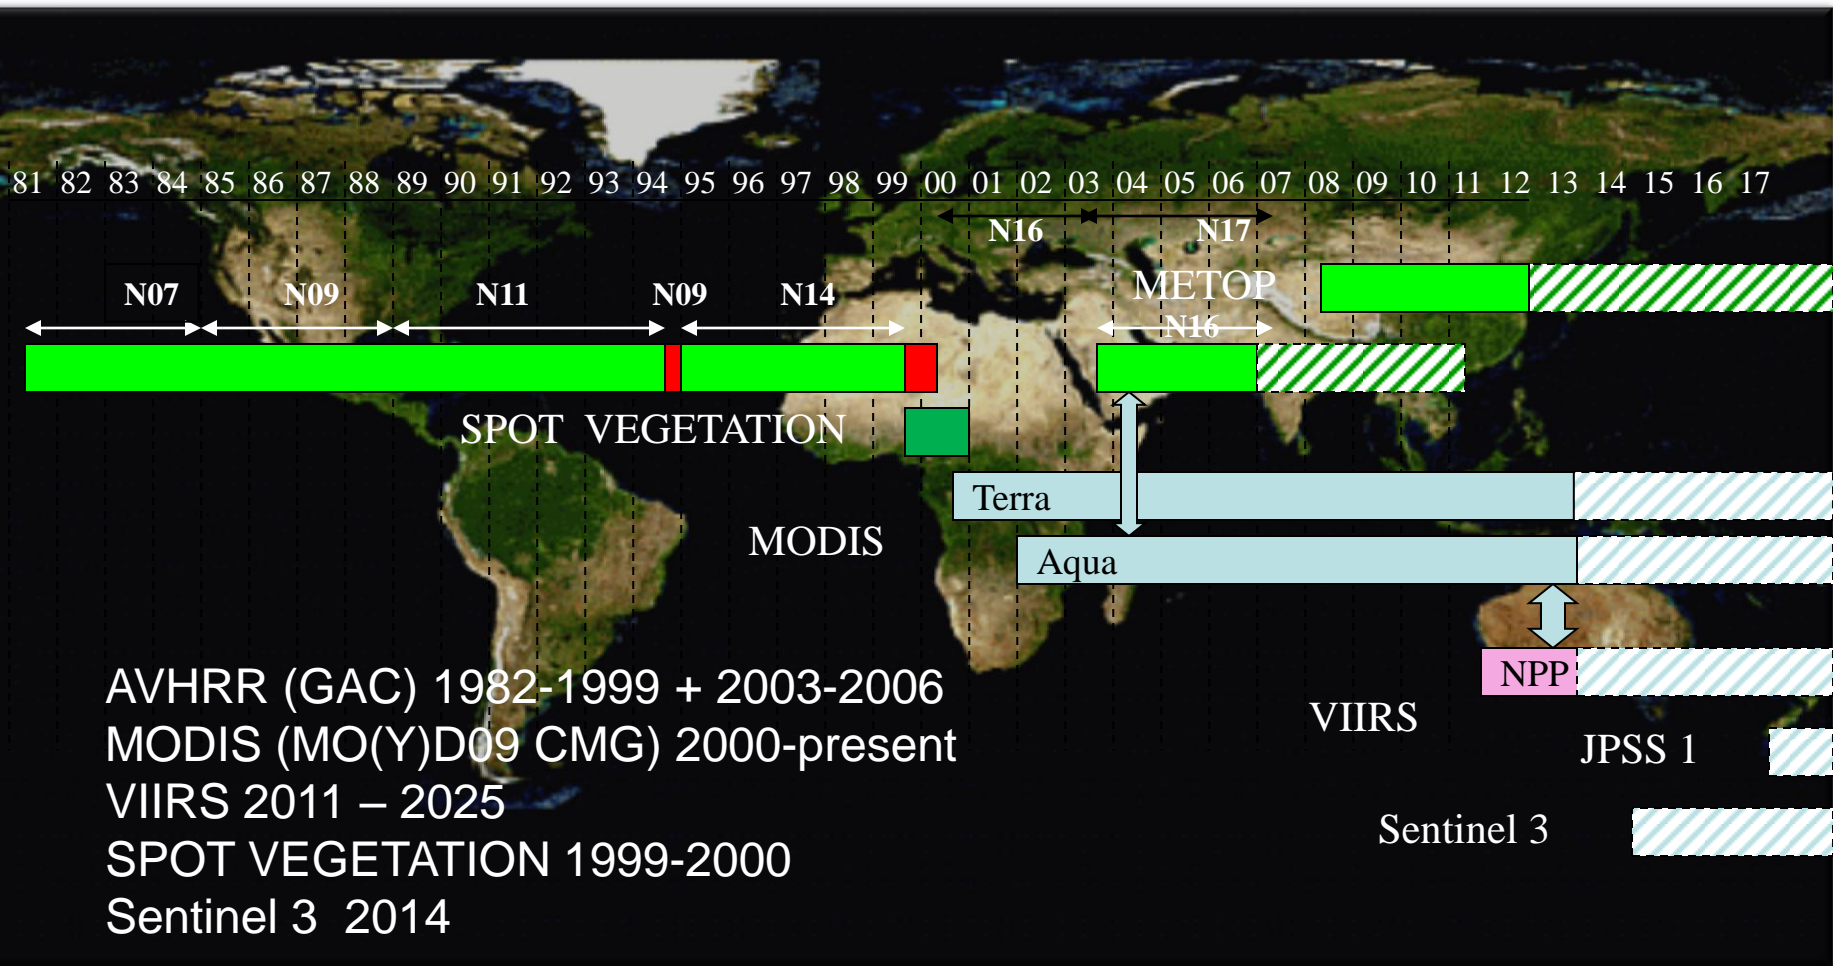 81 82 83 84 85 86 87 88 89 90 91 92 93 94 95 96 97 98 99 00 01 02 03 04 05 06 07 08 09 10 11 12 13 14 15 16 17
N16 N17
METOP
N07 N09 N11 N09 N14
N16
SPOT VEGETATION
Terra
MODIS
Aqua
NPP
VIIRS
JPSS 1
Sentinel 3
AVHRR (GAC) 1982-1999 + 2003-2006
MODIS (MO(Y)D09 CMG) 2000-present
VIIRS 2011 – 2025
SPOT VEGETATION 1999-2000
Sentinel 3 2014